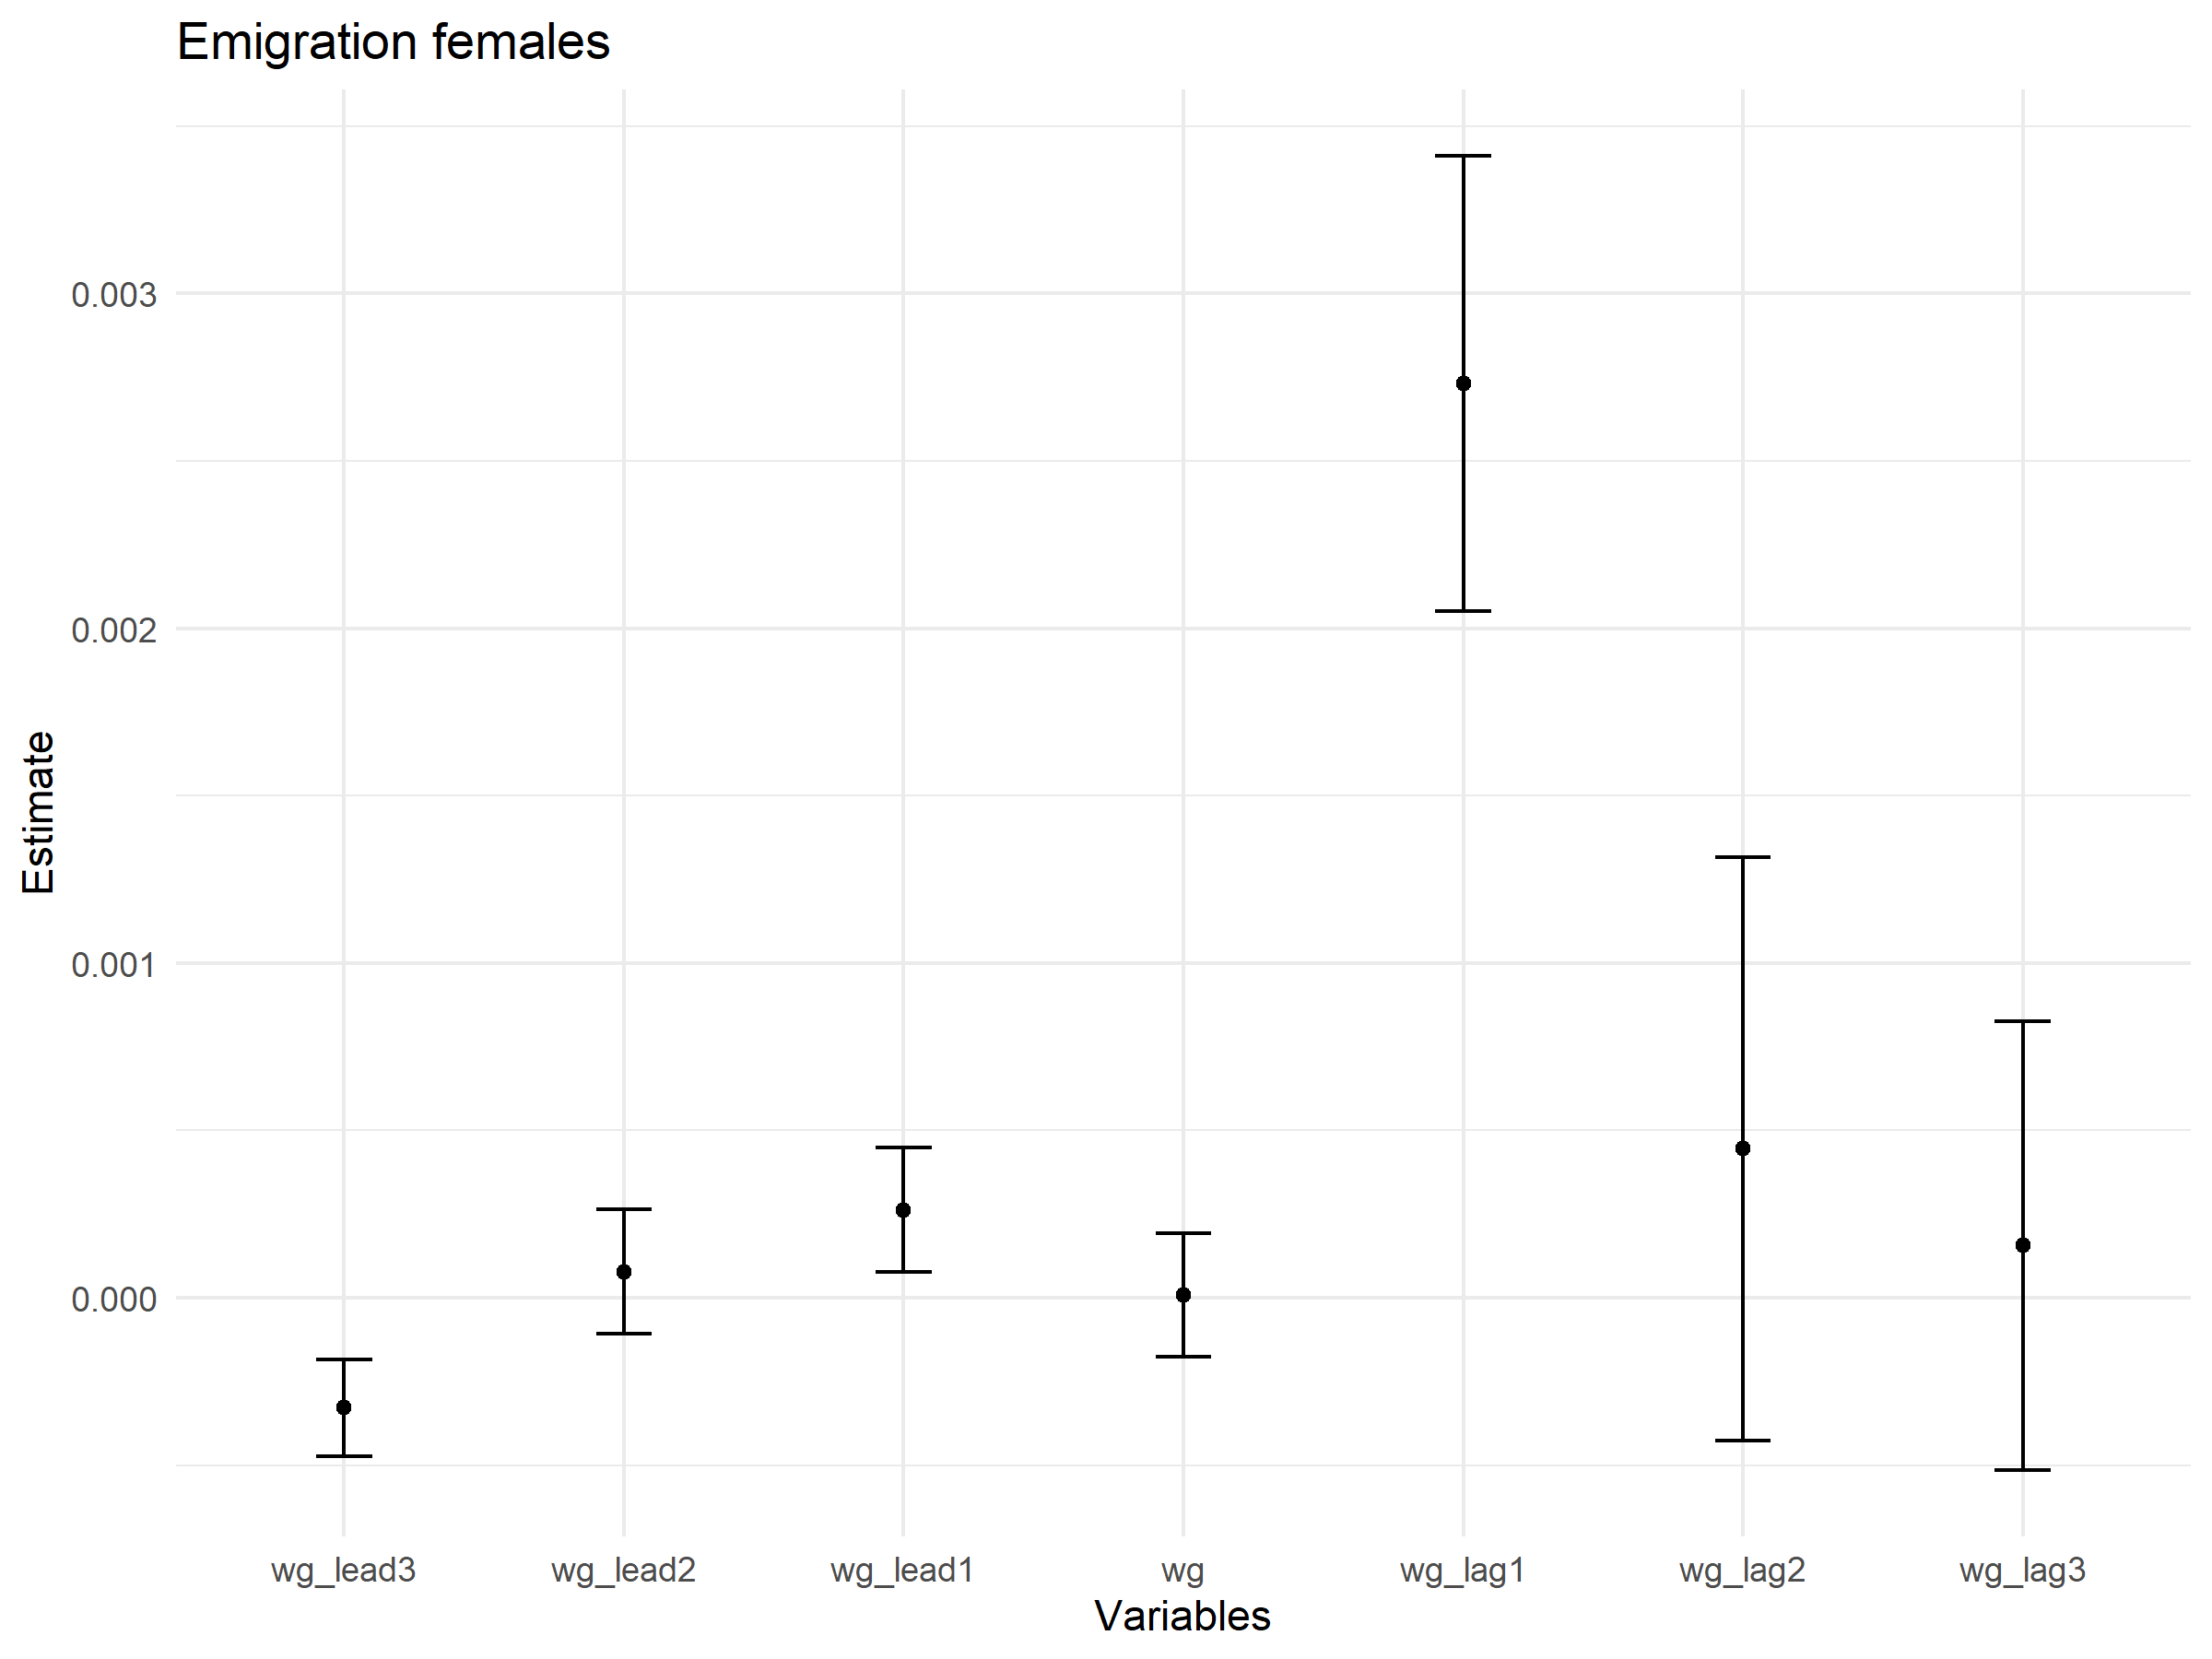 Emigration females
0.003
0.002
0.001
0.000
Estimate
wg_lead3 wg_lead2 wg_lead1 wg wg_lag1 wg_lag2 wg_lag3
Variables